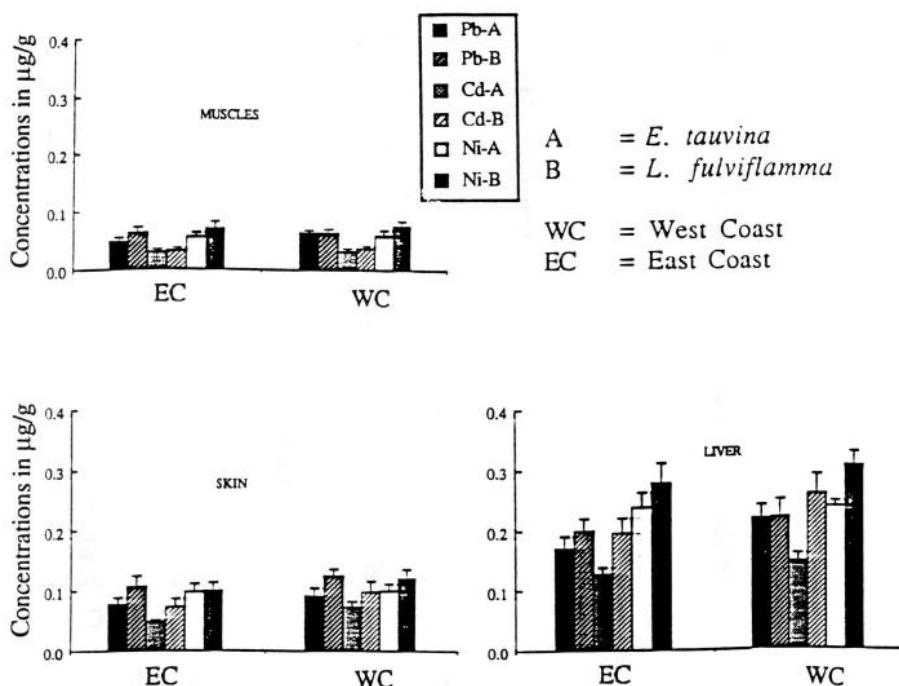 Concentrations in µg/g
0.4
0.3
0.2
0.1
0.0
MUSCLES
EC
WC
Pb-A
Pb-B
Cd-A
Cd-B
Ni-A
Ni-B
A = E. tauvina
B = L. fulviflamma
WC = West Coast
EC = East Coast
Concentrations in µg/g
0.4
0.3
0.2
0.1
0.0
SKIN
EC
WC
0.4
0.3
0.2
0.1
0.0
LIVER
EC
WC